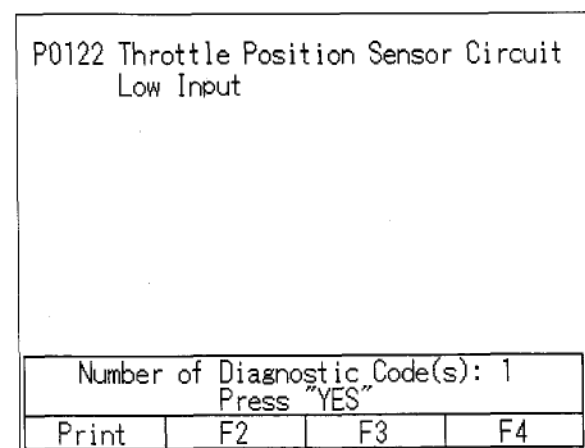 P0122 Throttle Position Sensor Circuit
Low Input
Number of Diagnostic Code(s): 1
Press "YES"
Print F2 F3 F4